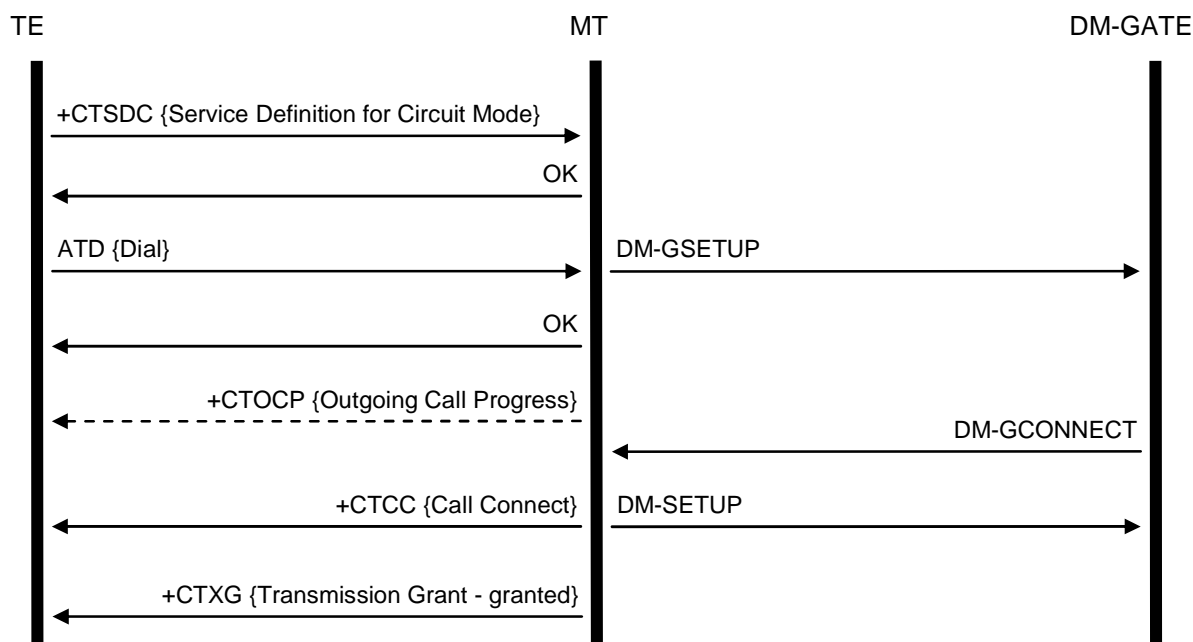 TE
MT
DM-GATE
+CTSDC {Service Definition for Circuit Mode}
OK
ATD {Dial}
DM-GSETUP
OK
+CTOCP {Outgoing Call Progress}
DM-GCONNECT
+CTCC {Call Connect}
DM-SETUP
+CTXG {Transmission Grant - granted}